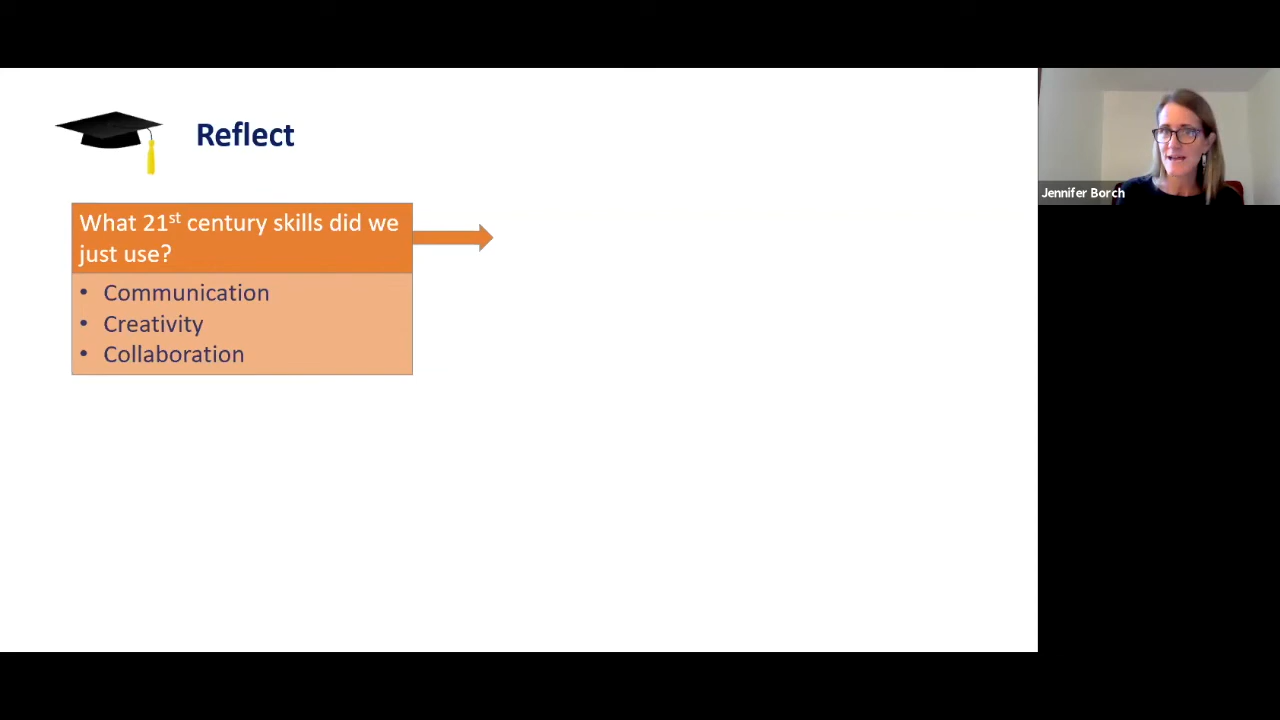 Reflect
What 21st century skills did we
just use?
• Communication
• Creativity
• Collaboration
Jennifer Borch